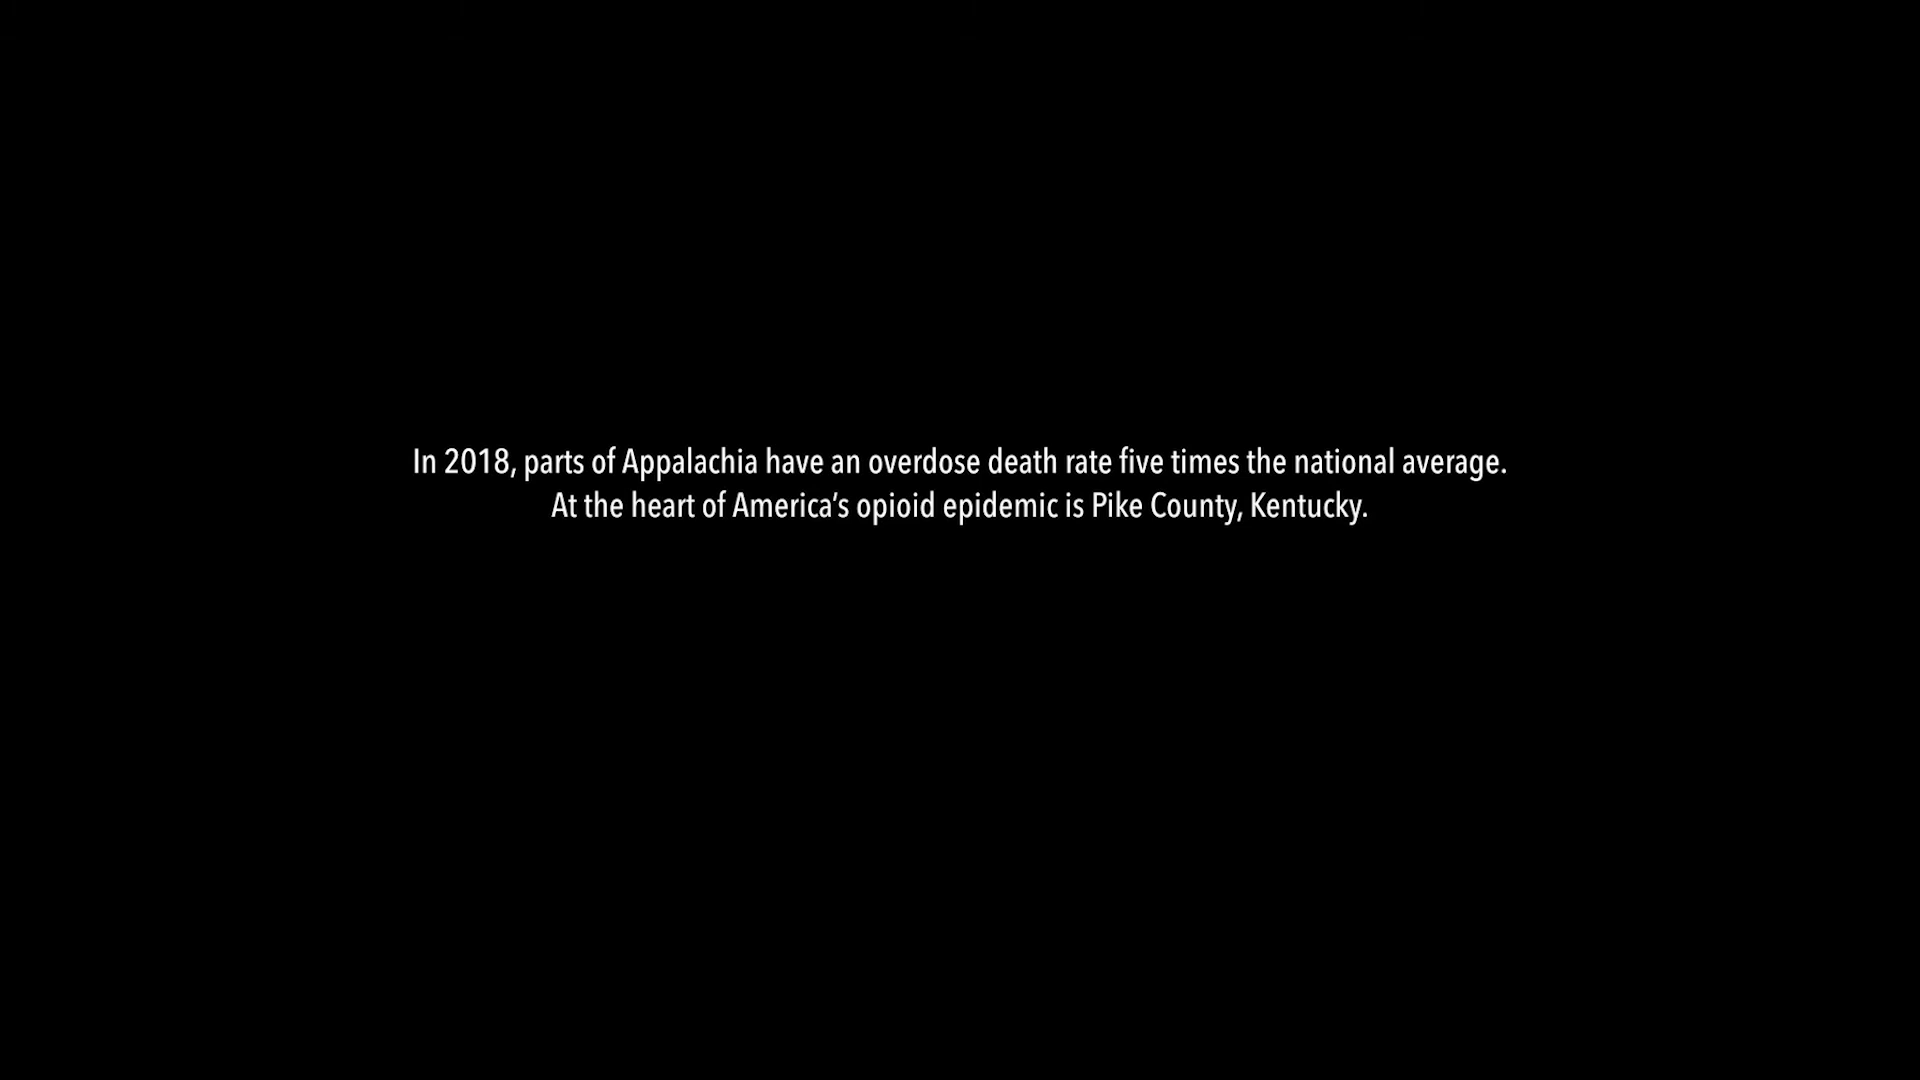 In 2018, parts of Appalachia have an overdose death rate five times the national average.
At the heart of America’s opioid epidemic is Pike County, Kentucky.